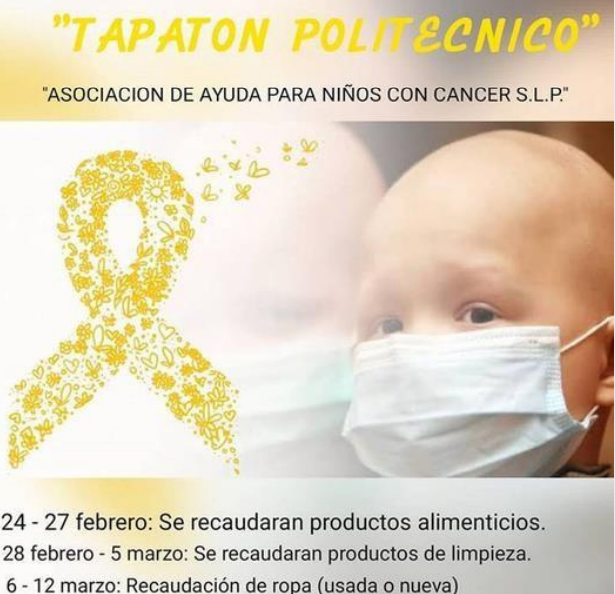 "TAPATON POLITECNICO"
"ASOCIACION DE AYUDA PARA NIÑOS CON CANCER S.L.P."
24 - 27 febrero: Se recaudaran productos alimenticios.
28 febrero - 5 marzo: Se recaudaran productos de limpieza.
6 - 12 marzo: Recaudación de ropa (usada o nueva)